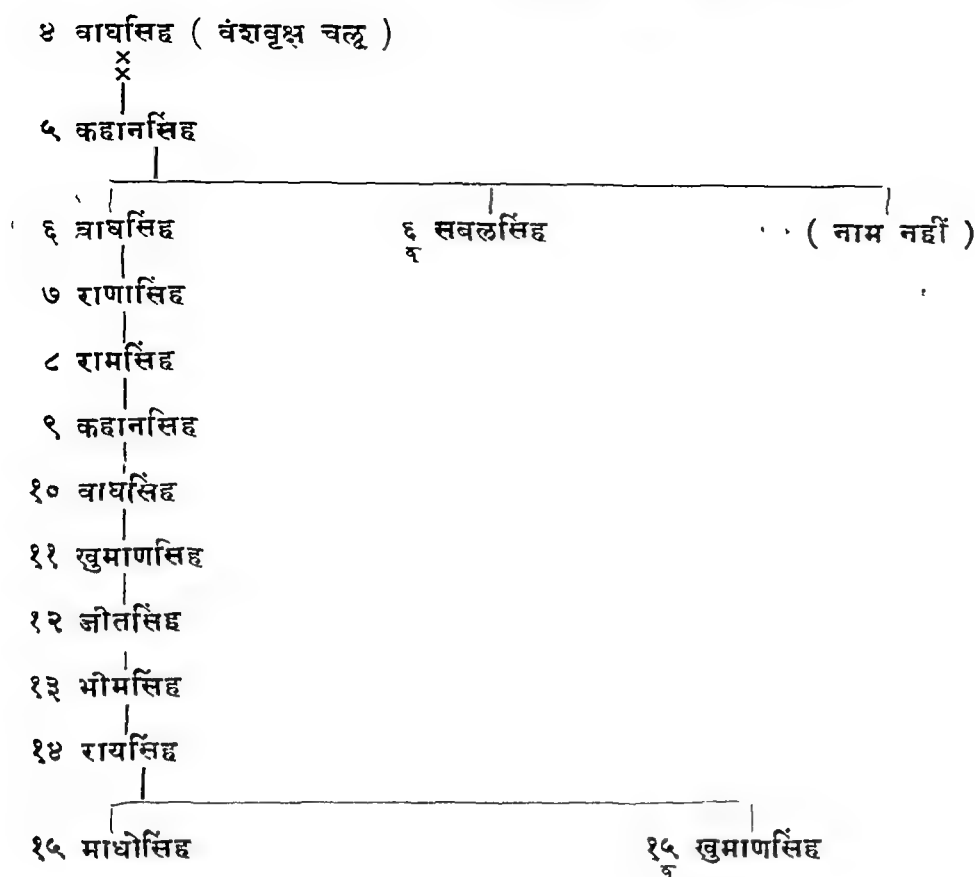 ४ वाघसिंह ( वंशवृक्ष चलू )
५ कहानसिंह
६ वाघसिंह ६ व सबलसिंह ( नाम नहीं )
७ राणासिंह
८ रामसिंह
९ कहानसिंह
१० वाघसिंह
११ खुमाणसिंह
१२ जीतसिंह
१३ भीमसिंह
१४ रायसिंह
१५ माधोसिंह १५ व खुमाणसिंह